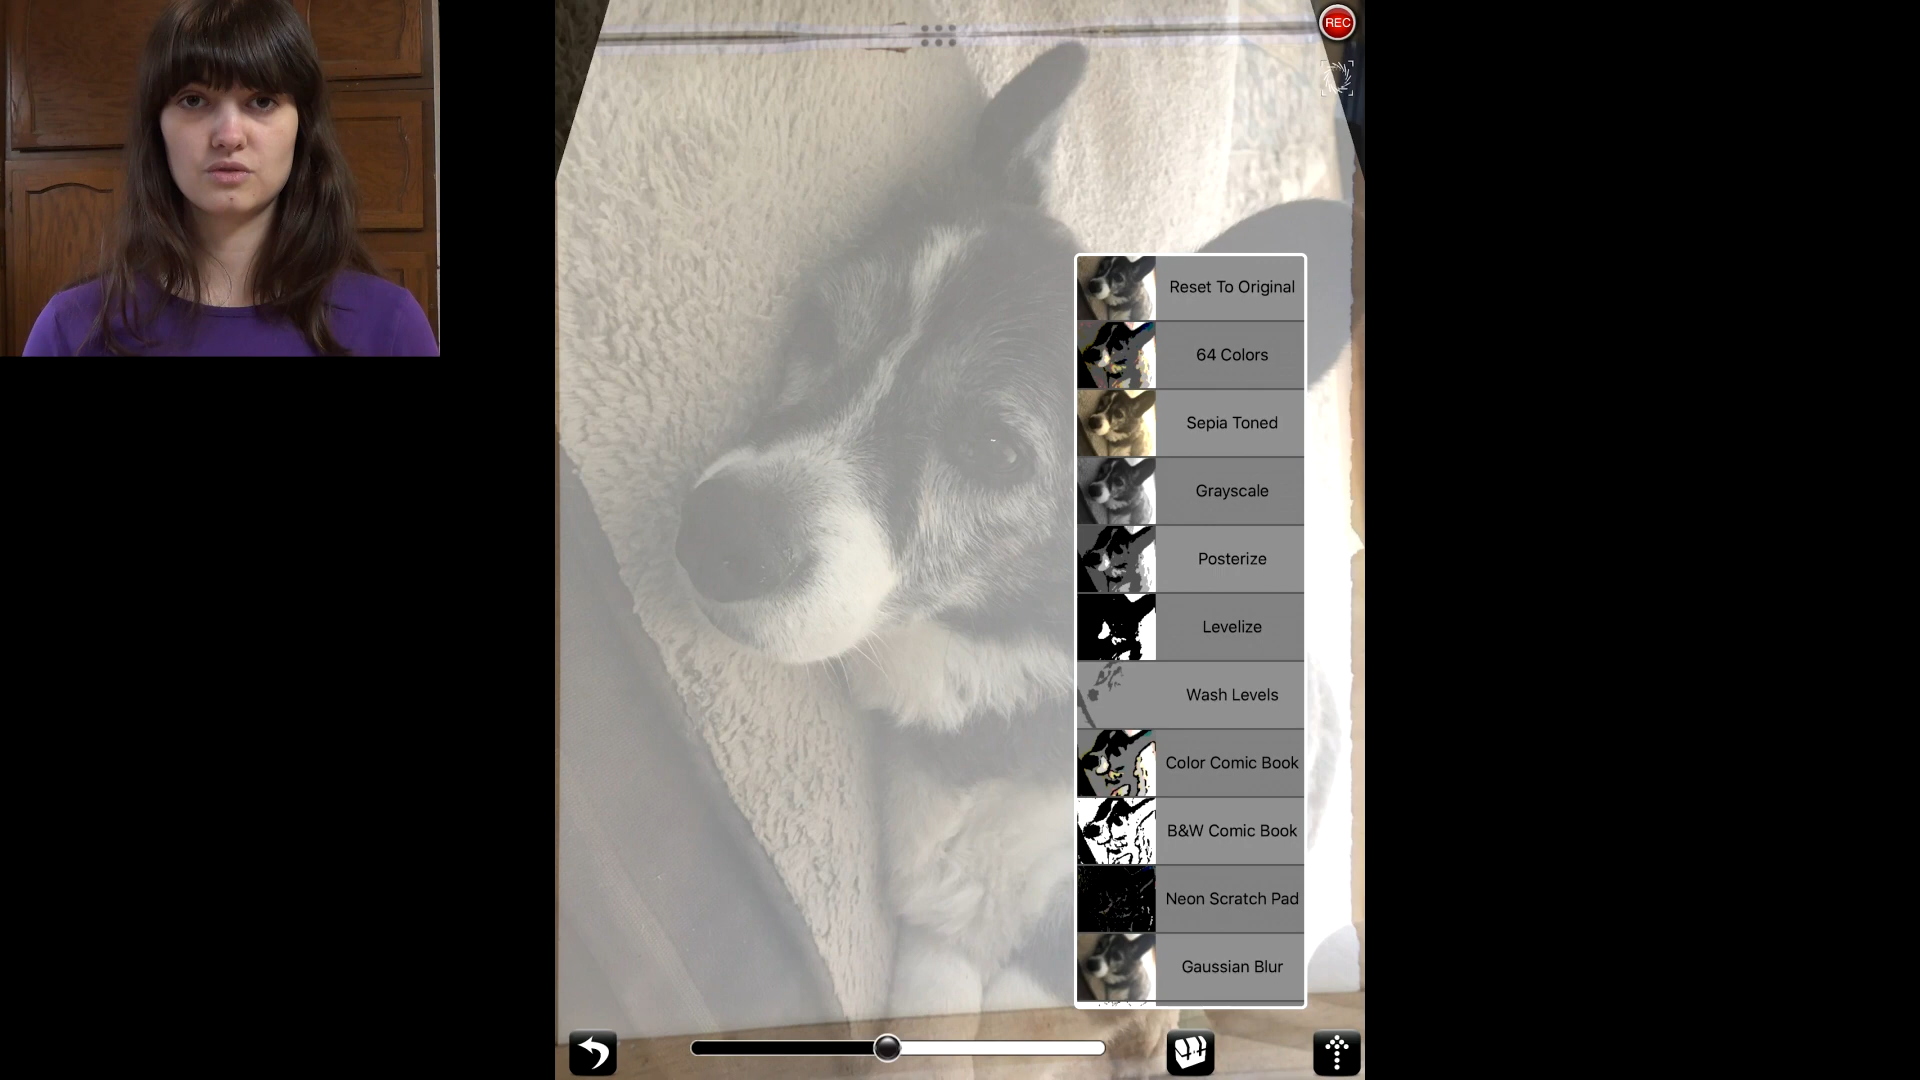 REC
Reset To Original
64 Colors
Sepia Toned
Grayscale
Posterize
Levelize
Wash Levels
Color Comic Book
B&W Comic Book
Neon Scratch Pad
Gaussian Blur